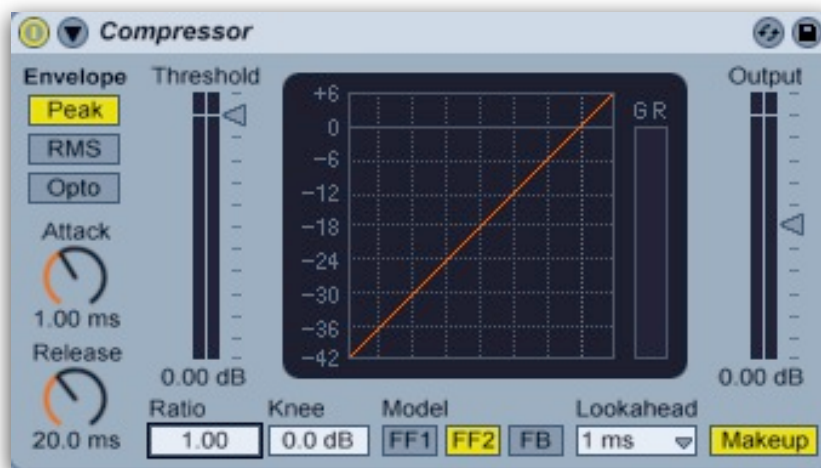 Compressor
Envelope
Peak
RMS
Opto
Attack
1.00 ms
Release
20.0 ms
Threshold
0.00 dB
+6
0
−6
−12
−18
−24
−30
−36
−42
GR
Output
0.00 dB
Ratio
1.00
Knee
0.0 dB
Model
FF1 FF2 FB
Lookahead
1 ms
Makeup